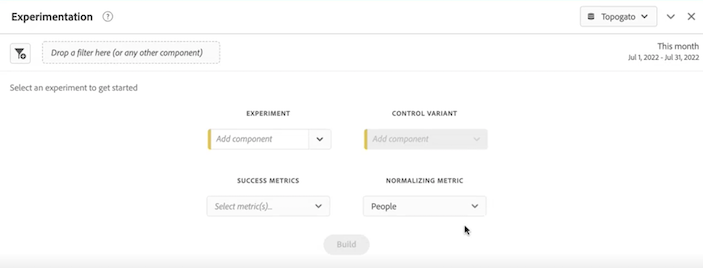 Experimentation ?
Topogato
Drop a filter here (or any other component)
This month
Jul 1, 2022 - Jul 31, 2022
Select an experiment to get started
EXPERIMENT
CONTROL VARIANT
Add component
Add component
SUCCESS METRICS
NORMALIZING METRIC
Select metric(s)...
People
Build